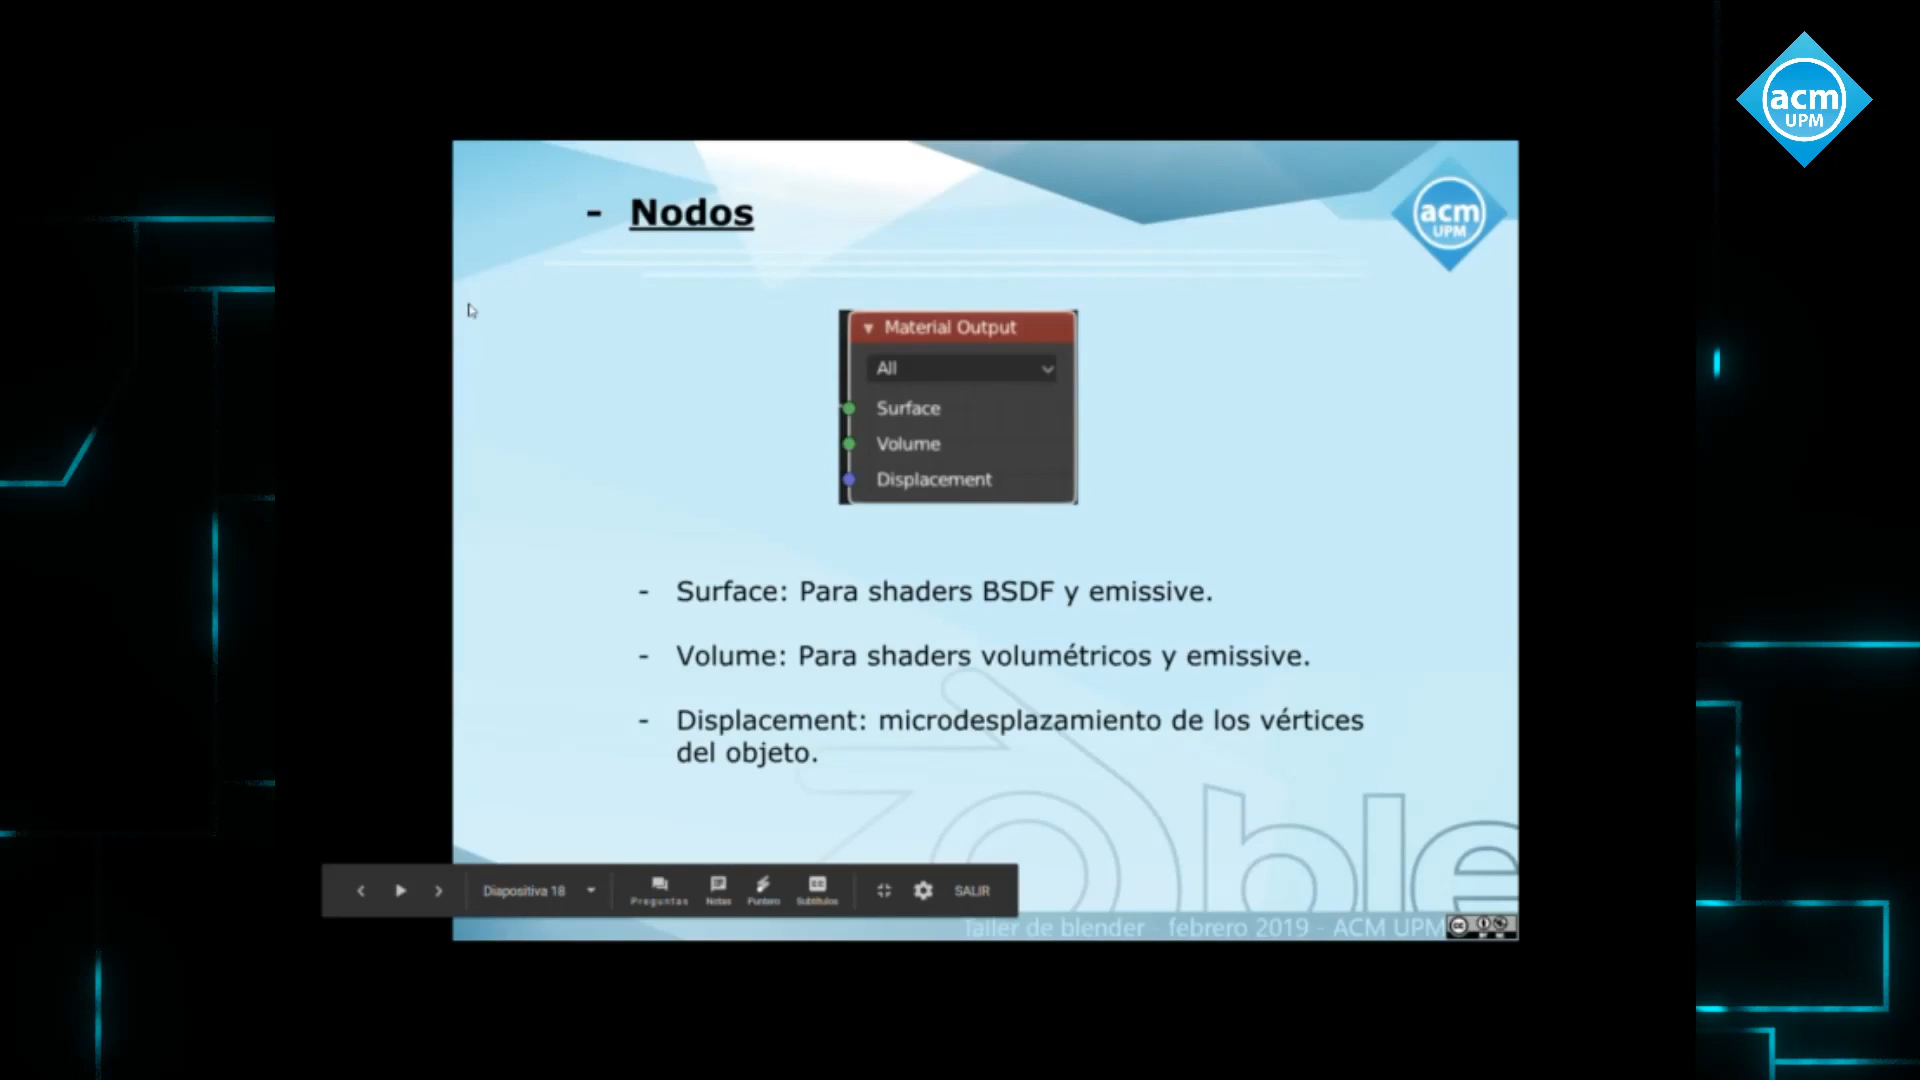 acm
UPM
- Nodos
acm
UPM
Material Output
All
Surface
Volume
Displacement
- Surface: Para shaders BSDF y emissive.
- Volume: Para shaders volumétricos y emissive.
- Displacement: microdesplazamiento de los vértices
del objeto.
ble
Diapositiva 18
Preguntas
Notas
Puntero
Subtítulos
SALIR
Taller de blender - febrero 2019 - ACM UPM
cc